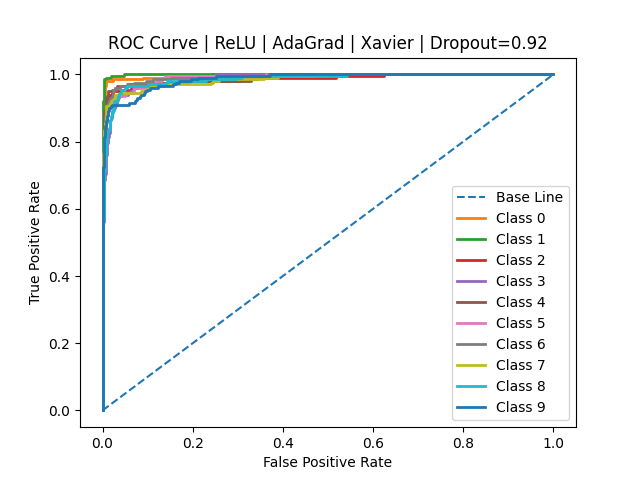 ROC Curve | ReLU | AdaGrad | Xavier | Dropout=0.92
True Positive Rate
1.0
0.8
0.6
0.4
0.2
0.0
Base Line
Class 0
Class 1
Class 2
Class 3
Class 4
Class 5
Class 6
Class 7
Class 8
Class 9
0.0 0.2 0.4 0.6 0.8 1.0
False Positive Rate